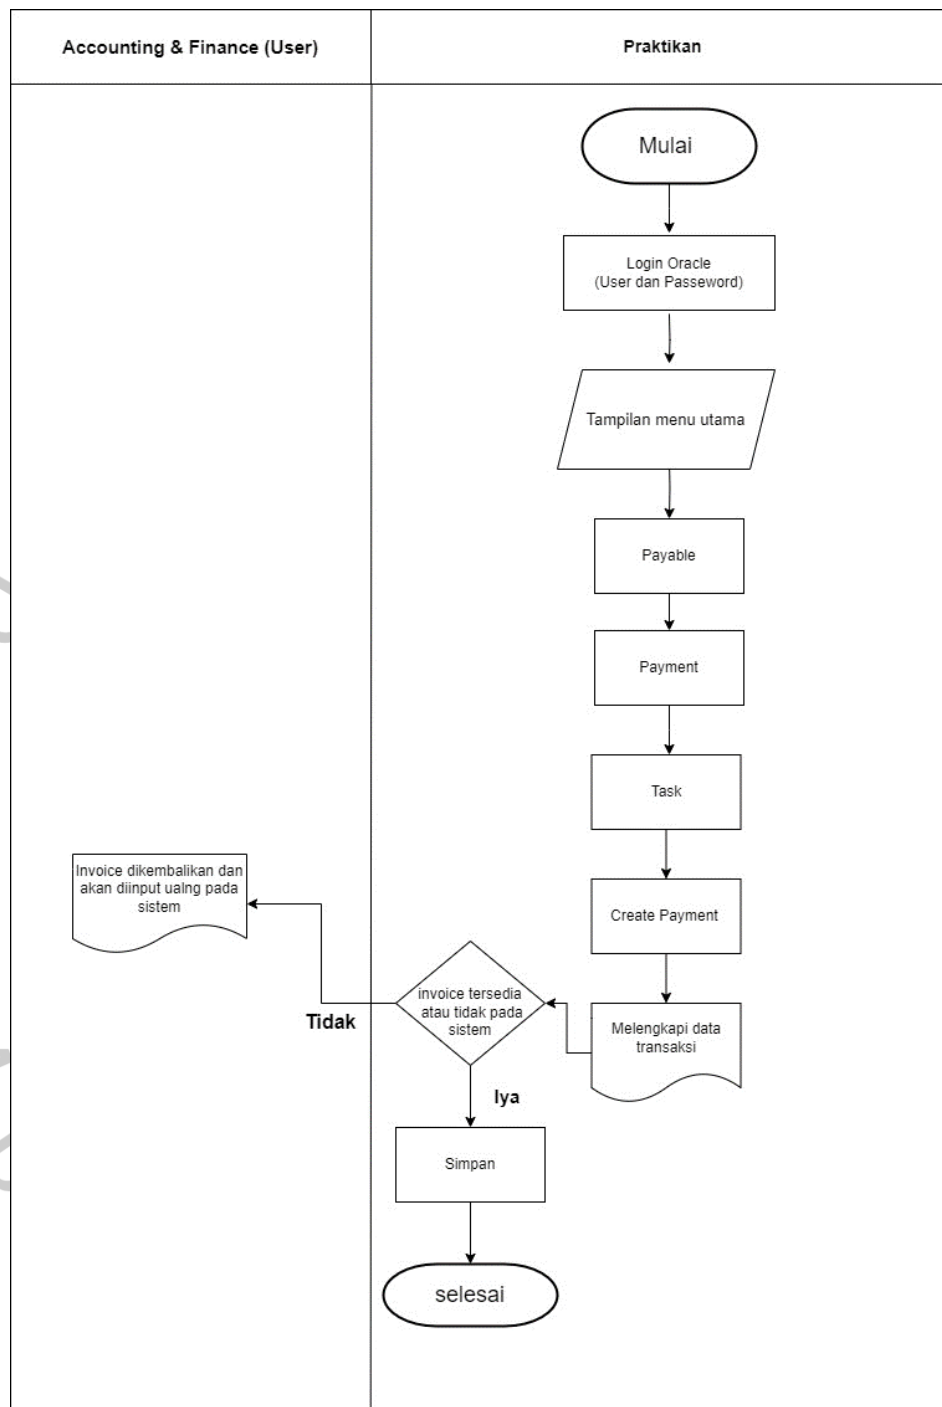 Accounting & Finance (User)
Praktikan
Mulai
Login Oracle
(User dan Passeword)
Tampilan menu utama
Payable
Payment
Task
Create Payment
Melengkapi data
transaksi
invoice tersedia
atau tidak pada
sistem
Tidak
Invoice dikembalikan dan
akan diinput ualng pada
sistem
Iya
Simpan
selesai